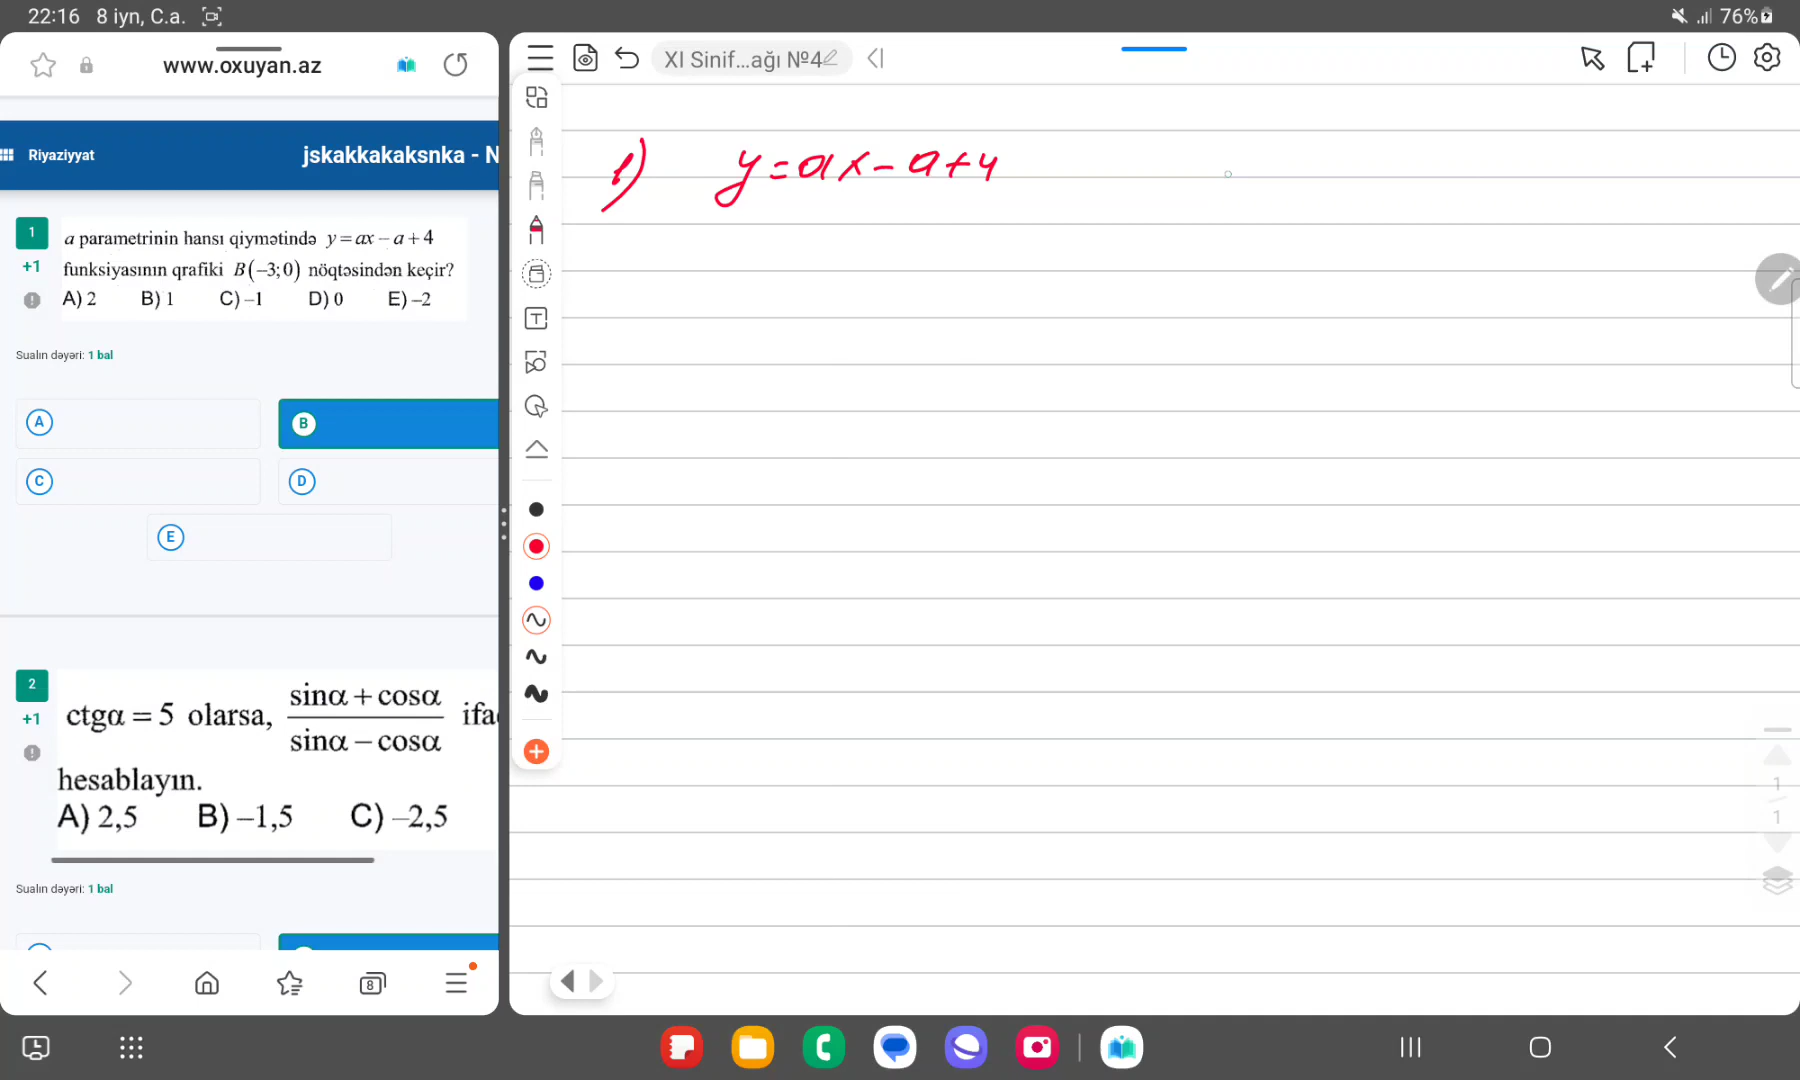 22:16 8 iyn, C.a.
76%
www.oxuyan.az
Riyaziyyat
jskakkakaksnka - N
1
a parametrinin hansı qiymətində y = ax − a + 4
+1
funksiyasının qrafiki B(−3;0) nöqtəsindən keçir?
A) 2 B) 1 C) −1 D) 0 E) −2
Sualın dəyəri: 1 bal
A
B
C
D
E
2
+1
ctgα = 5 olarsa, sinα + cosα / sinα − cosα ifa
hesablayın.
A) 2,5 B) −1,5 C) −2,5
Sualın dəyəri: 1 bal
8
XI Sinif...ağı №4
T
1) y = ax − a + 4
1
1